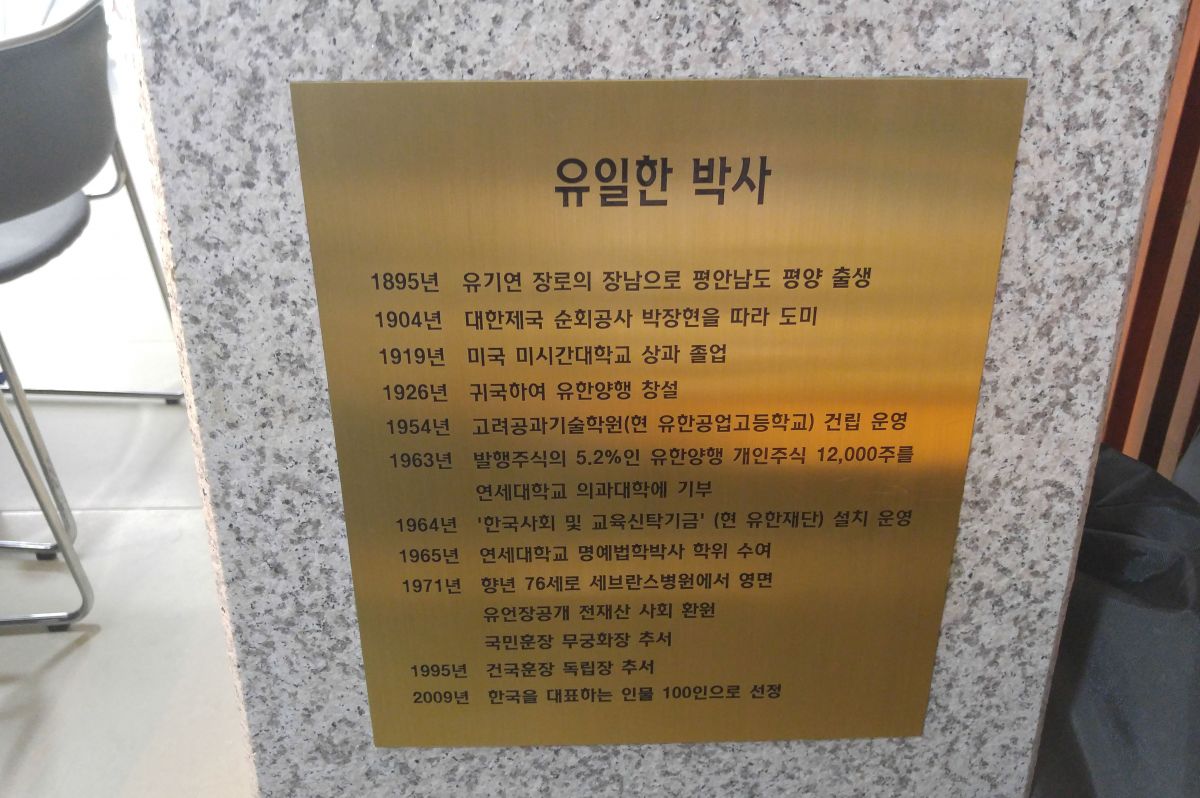 유일한 박사
1895년 유기연 장로의 장남으로 평안남도 평양 출생
1904년 대한제국 순회공사 박장현을 따라 도미
1919년 미국 미시간대학교 상과 졸업
1926년 귀국하여 유한양행 창설
1954년 고려공과기술학원(현 유한공업고등학교) 건립 운영
1963년 발행주식의 5.2%인 유한양행 개인주식 12,000주를
연세대학교 의과대학에 기부
1964년 '한국사회 및 교육신탁기금' (현 유한재단) 설치 운영
1965년 연세대학교 명예법학박사 학위 수여
1971년 향년 76세로 세브란스병원에서 영면
유언장공개 전재산 사회 환원
국민훈장 무궁화장 추서
1995년 건국훈장 독립장 추서
2009년 한국을 대표하는 인물 100인으로 선정